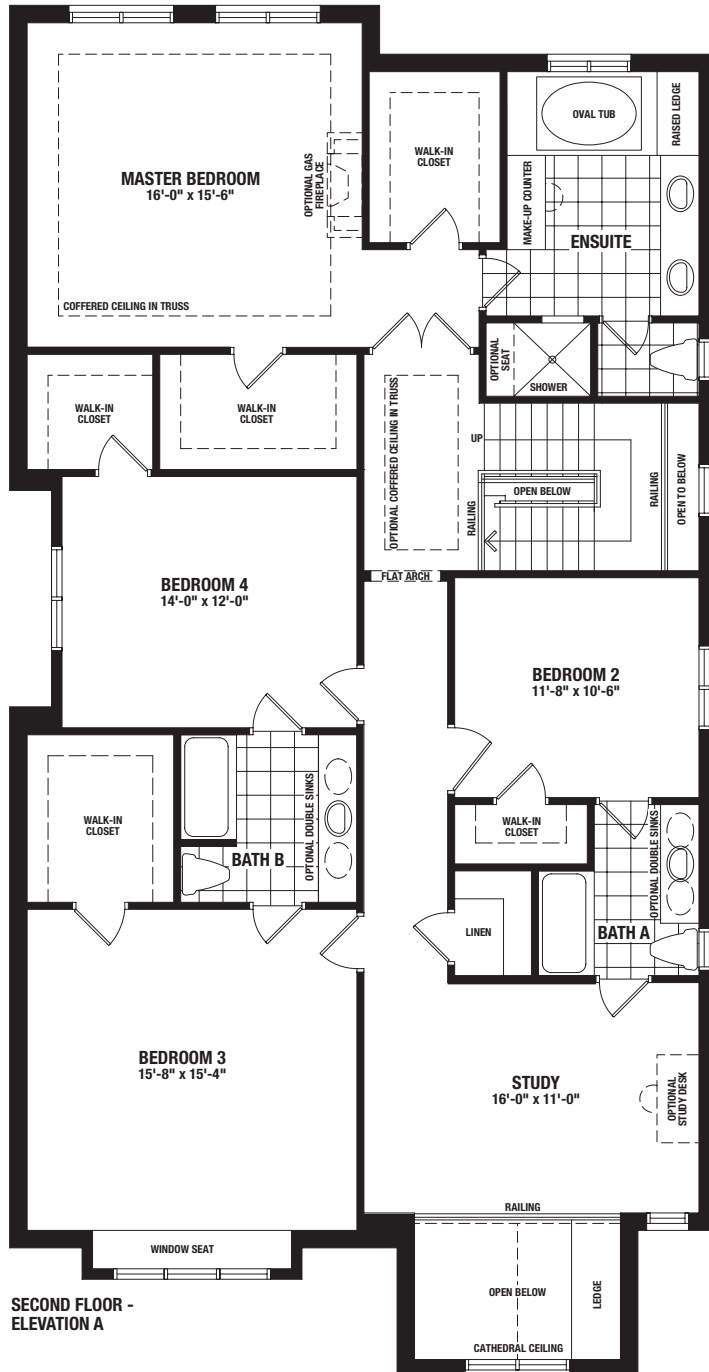 OVAL TUB
RAISED LEDGE
WALK-IN
CLOSET
MASTER BEDROOM
16'-0" x 15'-6"
OPTIONAL GAS
FIREPLACE
MAKE-UP COUNTER
ENSUITE
COFFERED CEILING IN TRUSS
OPTIONAL
SEAT
SHOWER
WALK-IN
CLOSET
WALK-IN
CLOSET
OPTIONAL COFFERED CEILING IN TRUSS
UP
OPEN BELOW
RAILING
RAILING
OPEN TO BELOW
FLAT ARCH
BEDROOM 4
14'-0" x 12'-0"
BEDROOM 2
11'-8" x 10'-6"
WALK-IN
CLOSET
BATH B
OPTIONAL DOUBLE SINKS
WALK-IN
CLOSET
OPTIONAL DOUBLE SINKS
LINEN
BATH A
BEDROOM 3
15'-8" x 15'-4"
STUDY
16'-0" x 11'-0"
OPTIONAL
STUDY DESK
RAILING
WINDOW SEAT
OPEN BELOW
LEDGE
CATHEDRAL CEILING
SECOND FLOOR -
ELEVATION A